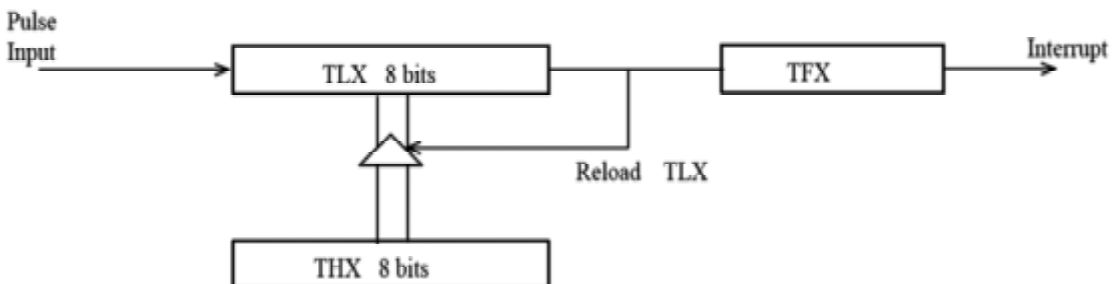 Pulse
Input
TLX 8 bits
TFX
Interrupt
Reload TLX
THX 8 bits